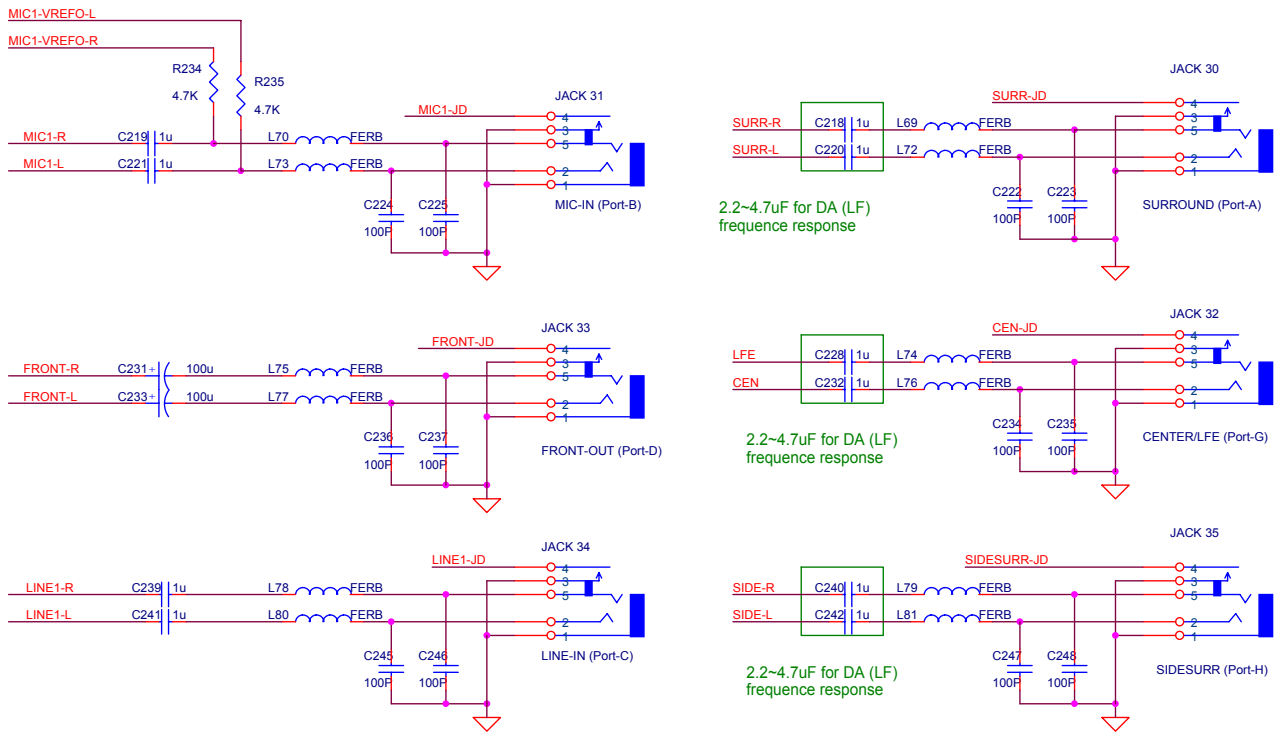 MIC1-VREFO-L
MIC1-VREFO-R
R234
4.7K
R235
4.7K
JACK 31
MIC1-JD
4
3
5
2
1
MIC1-R
C219
1u
L70
FERB
MIC1-L
C221
1u
L73
FERB
C224
100P
C225
100P
MIC-IN (Port-B)
JACK 30
SURR-JD
4
3
5
2
1
SURR-R
C218
1u
L69
FERB
SURR-L
C220
1u
L72
FERB
C222
100P
C223
100P
SURROUND (Port-A)
2.2~4.7uF for DA (LF)
frequence response
JACK 33
FRONT-JD
4
3
5
2
1
FRONT-R
C231
+
100u
L75
FERB
FRONT-L
C233
+
100u
L77
FERB
C236
100P
C237
100P
FRONT-OUT (Port-D)
JACK 32
CEN-JD
4
3
5
2
1
LFE
C228
1u
L74
FERB
CEN
C232
1u
L76
FERB
C234
100P
C235
100P
CENTER/LFE (Port-G)
2.2~4.7uF for DA (LF)
frequence response
JACK 34
LINE1-JD
4
3
5
2
1
LINE1-R
C239
1u
L78
FERB
LINE1-L
C241
1u
L80
FERB
C245
100P
C246
100P
LINE-IN (Port-C)
JACK 35
SIDESURR-JD
4
3
5
2
1
SIDE-R
C240
1u
L79
FERB
SIDE-L
C242
1u
L81
FERB
C247
100P
C248
100P
SIDESURR (Port-H)
2.2~4.7uF for DA (LF)
frequence response